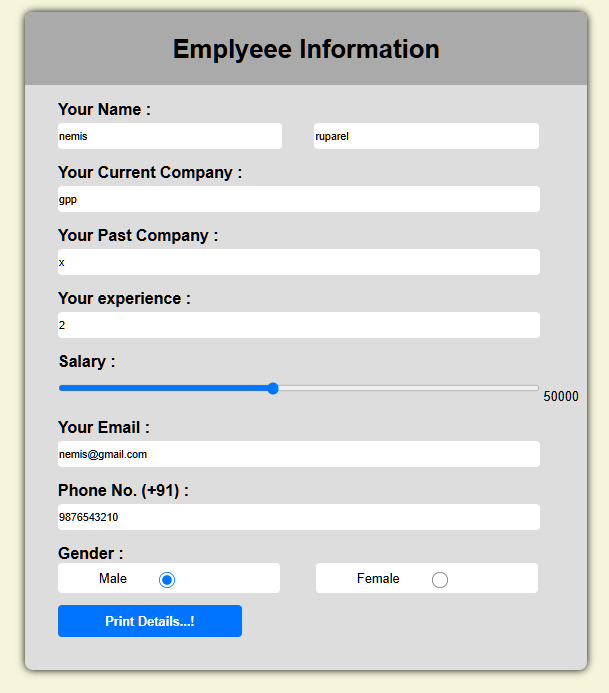 Emplyeee Information
Your Name :
nemis ruparel
Your Current Company :
gpp
Your Past Company :
x
Your experience :
2
Salary :
50000
Your Email :
nemis@gmail.com
Phone No. (+91) :
9876543210
Gender :
Male Female
Print Details...!